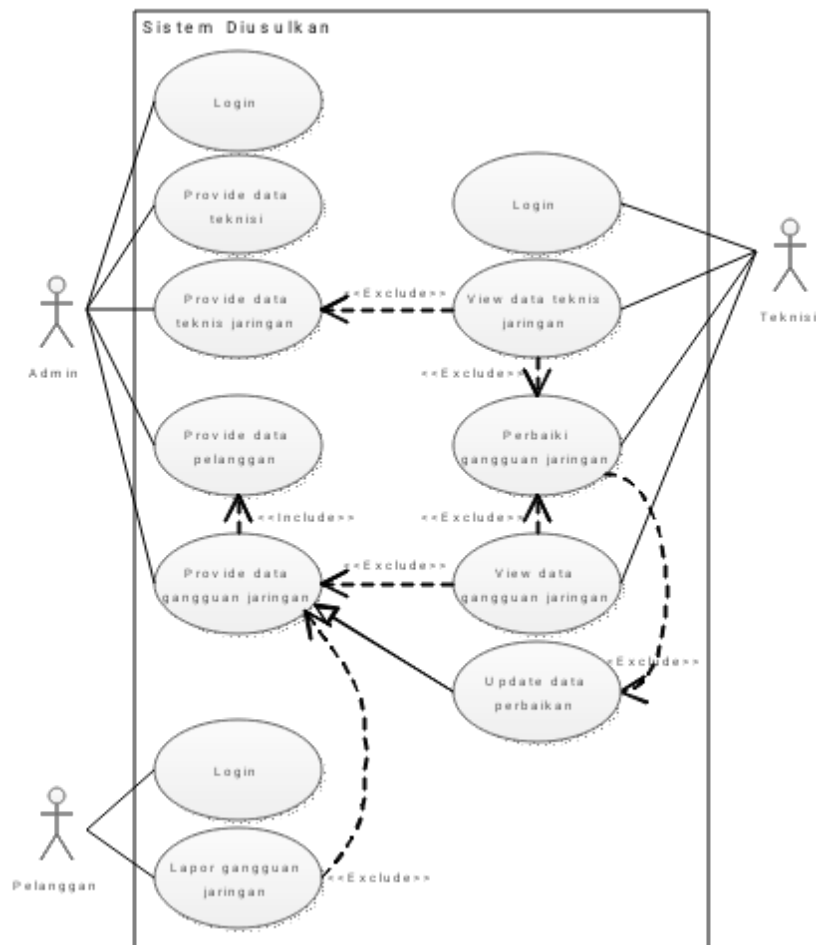 Sistem Diusulkan
Login
Provide data
teknisi
Login
Provide data
teknis jaringan
<<Exclude>>
View data teknis
jaringan
Admin
Teknisi
<<Exclude>>
Provide data
pelanggan
Perbaiki
gangguan jaringan
<<Include>>
<<Exclude>>
Provide data
gangguan jaringan
<<Exclude>>
View data
gangguan jaringan
<<Exclude>>
Update data
perbaikan
Login
Lapor gangguan
jaringan
<<Exclude>>
Pelanggan